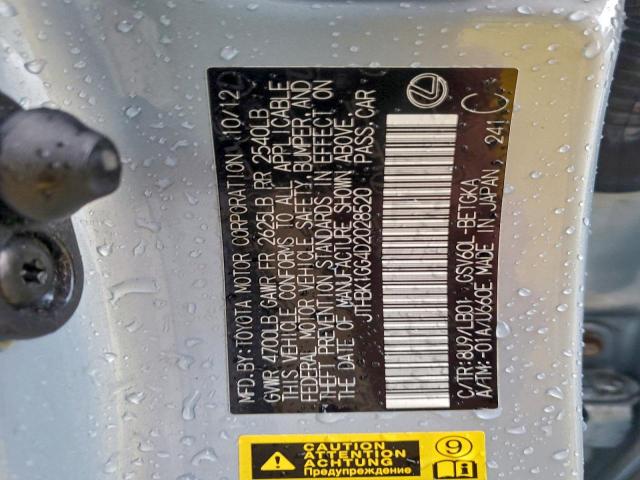 MFD.BY:TOYOTA MOTOR CORPORATION 10/12
GVWR 4700LB GAWR FR 2625LB RR 2540LB
THIS VEHICLE CONFORMS TO ALL APPLICABLE
FEDERAL MOTOR VEHICLE SAFETY, BUMPER, AND
THEFT PREVENTION STANDARDS IN EFFECT ON
THE DATE OF MANUFACTURE SHOWN ABOVE.
JTHBK1GG4D2028520 PASS.CAR
C/TR:8U9/LB01 GSV60L-BETGKA
A/TM:-01A/U660E MADE IN JAPAN 241 C
CAUTION
ATTENTION
ACHTUNG
Предупреждение
9